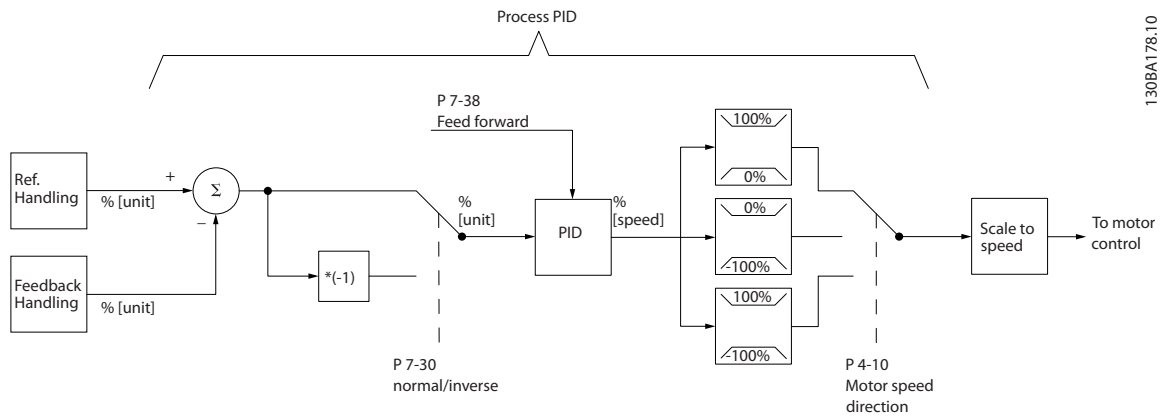 Process PID
130BA178.10
P 7-38
Feed forward
100%
0%
Ref.
Handling
+
% [unit]
Σ
_
%
[unit]
PID
%
[speed]
0%
-100%
Scale to
speed
To motor
control
Feedback
Handling
% [unit]
*(-1)
100%
-100%
P 7-30
normal/inverse
P 4-10
Motor speed
direction